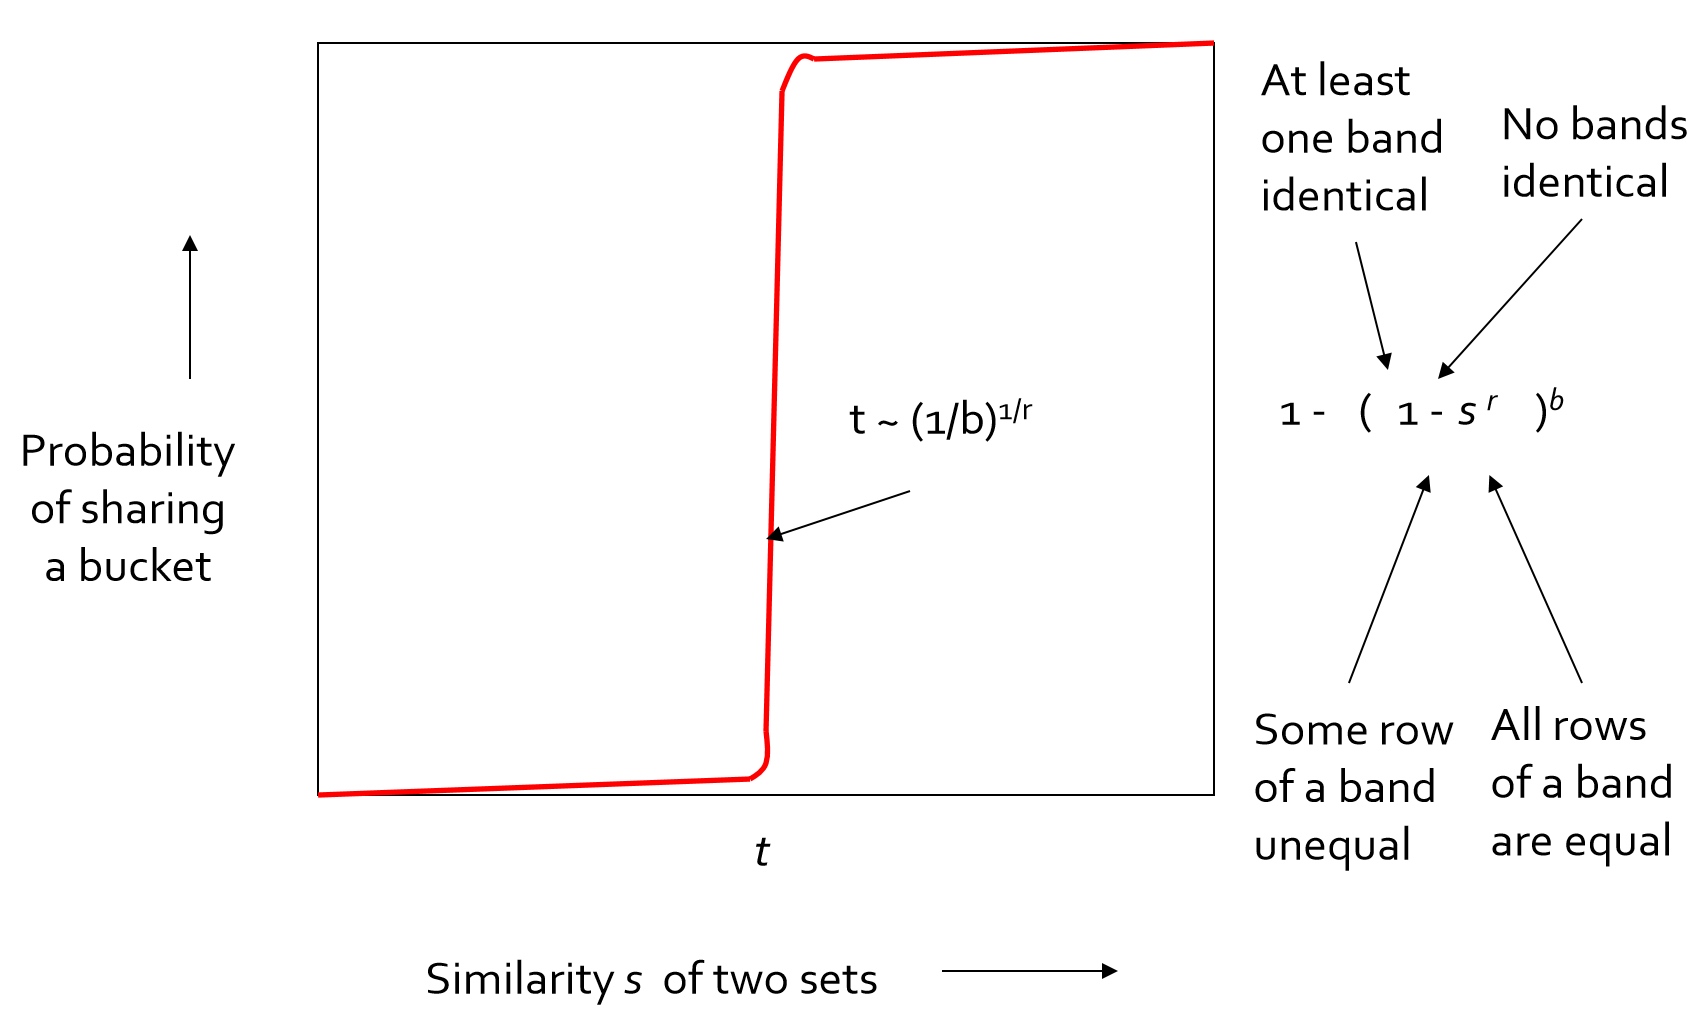 At least
one band
identical
No bands
identical
Probability
of sharing
a bucket
t ~ (1/b)^1/r
1 - ( 1 - s^r )^b
Some row
of a band
unequal
All rows
of a band
are equal
t
Similarity s of two sets